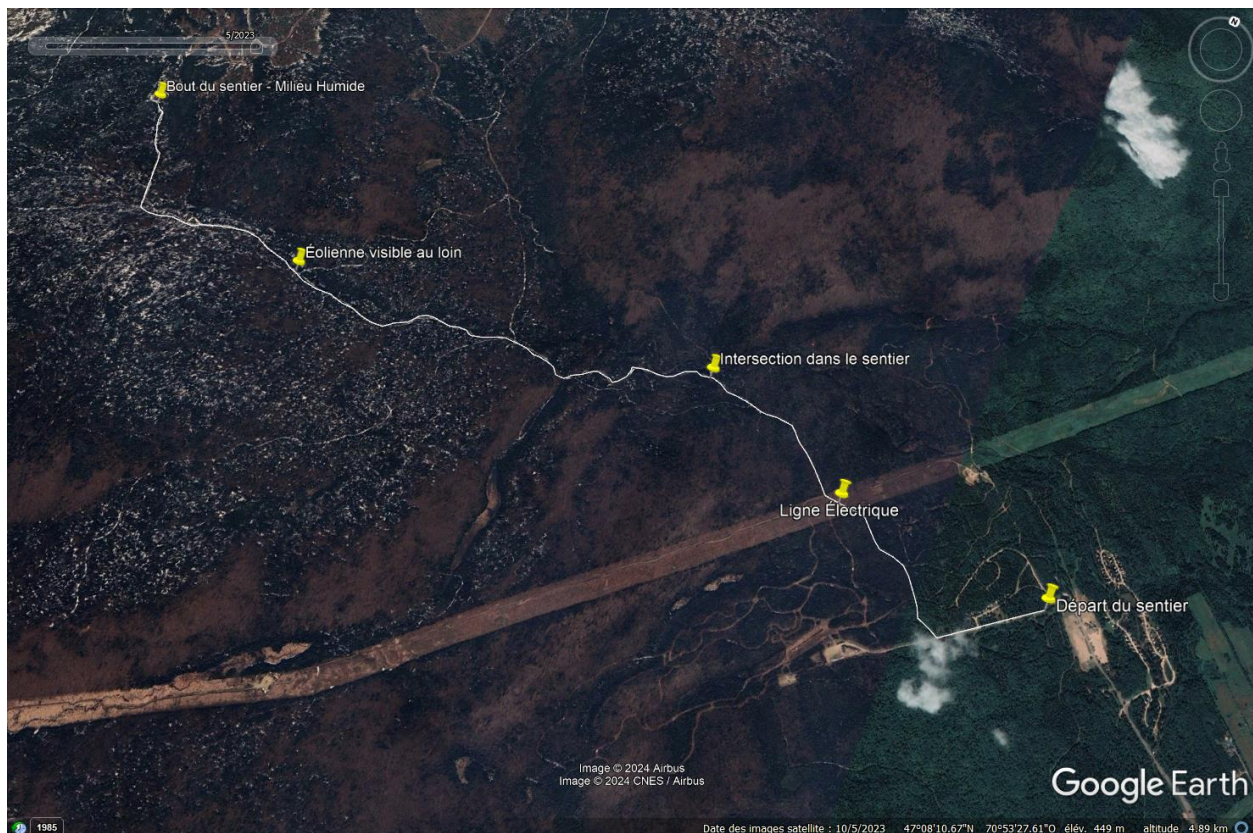 5/2023
N
Bout du sentier - Milieu Humide
Éolienne visible au loin
Intersection dans le sentier
Ligne Électrique
Départ du sentier
Image © 2024 Airbus
Image © 2024 CNES / Airbus
Google Earth
1985
Date des images satellite : 10/5/2023 47°08'10.67"N 70°53'27.61"O élév. 449 m altitude 4.89 km